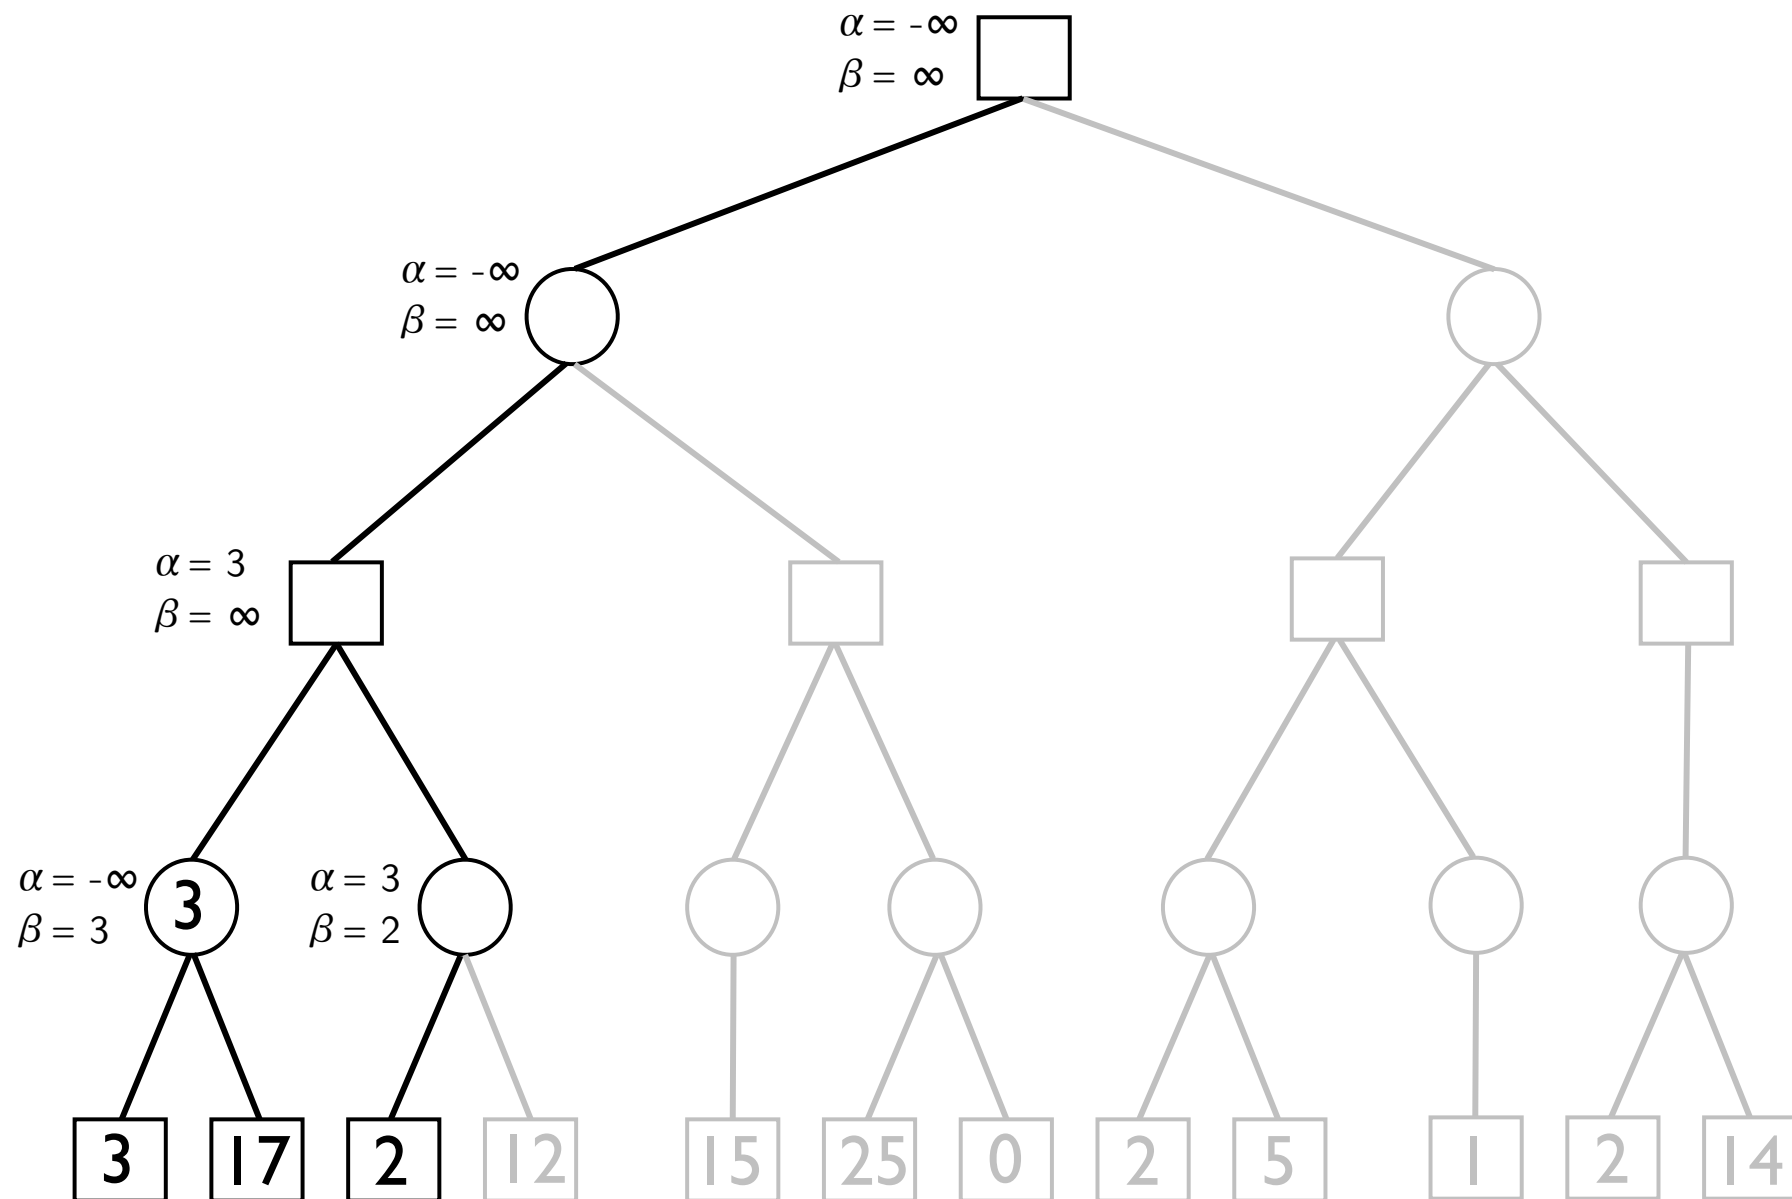 α = -∞
β = ∞
α = -∞
β = ∞
α = 3
β = ∞
α = -∞
β = 3
3
α = 3
β = 2
3 17 2 12 15 25 0 2 5 1 2 14